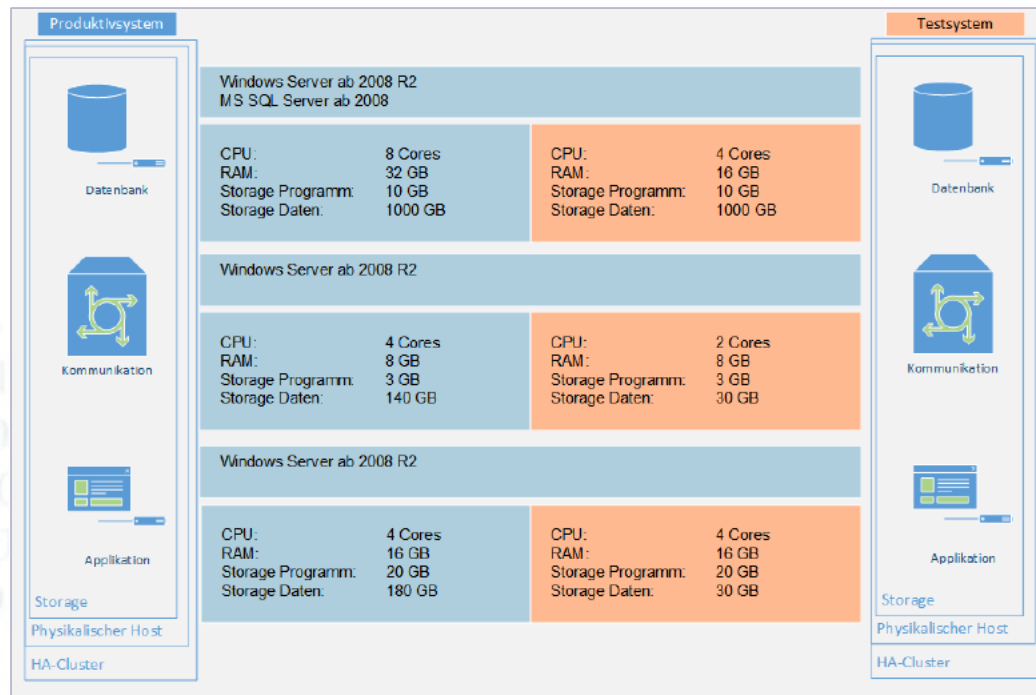 Produktivsystem
Testsystem
Datenbank
Kommunikation
Applikation
Storage
Physikalischer Host
HA-Cluster
Windows Server ab 2008 R2
MS SQL Server ab 2008
CPU: 8 Cores
RAM: 32 GB
Storage Programm: 10 GB
Storage Daten: 1000 GB
CPU: 4 Cores
RAM: 16 GB
Storage Programm: 10 GB
Storage Daten: 1000 GB
Windows Server ab 2008 R2
CPU: 4 Cores
RAM: 8 GB
Storage Programm: 3 GB
Storage Daten: 140 GB
CPU: 2 Cores
RAM: 8 GB
Storage Programm: 3 GB
Storage Daten: 30 GB
Windows Server ab 2008 R2
CPU: 4 Cores
RAM: 16 GB
Storage Programm: 20 GB
Storage Daten: 180 GB
CPU: 4 Cores
RAM: 16 GB
Storage Programm: 20 GB
Storage Daten: 30 GB
Datenbank
Kommunikation
Applikation
Storage
Physikalischer Host
HA-Cluster